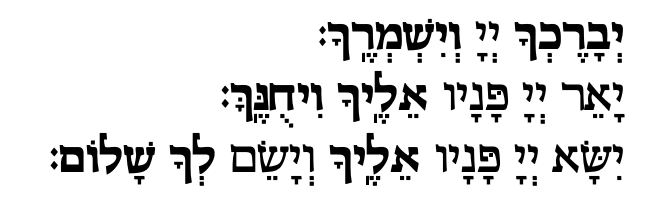 יְבָרֶכְךָ יְיָ וְיִשְׁמְרֶךָ:
יָאֵר יְיָ פָּנָיו אֵלֶיךָ וִיחֻנֶּךָּ:
יִשָּׂא יְיָ פָּנָיו אֵלֶיךָ וְיָשֵׂם לְךָ שָׁלוֹם: